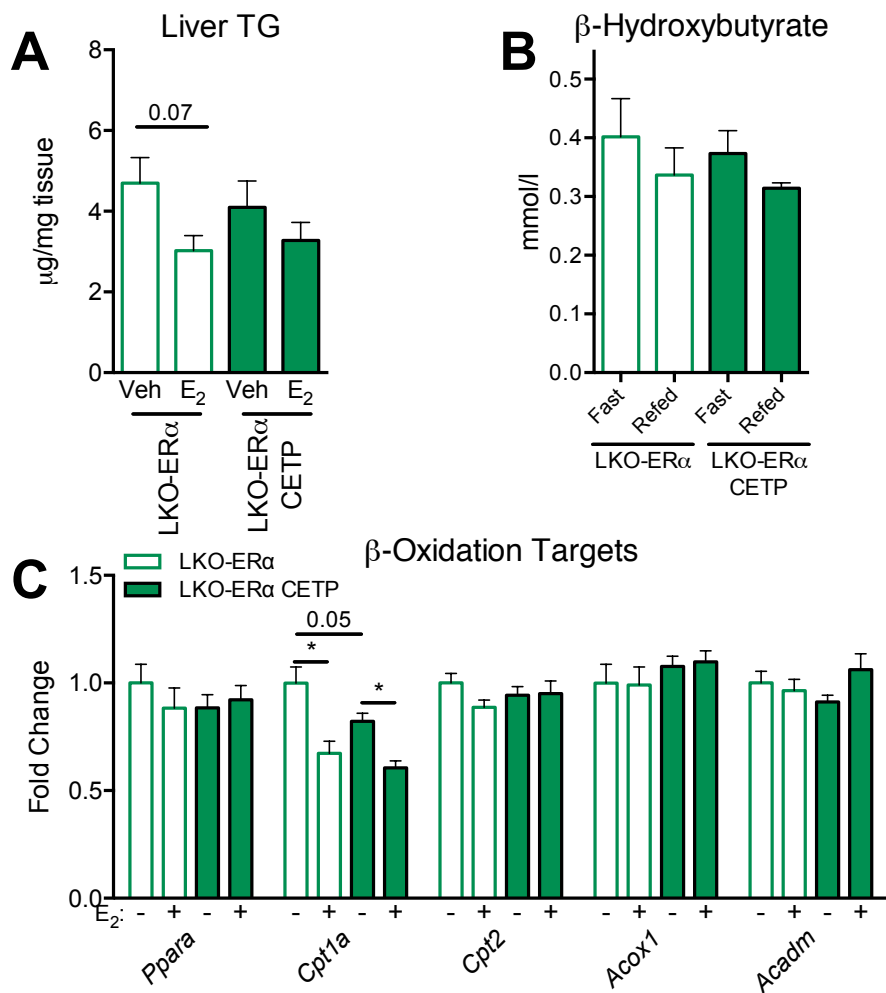 A
Liver TG
8
6
4
2
0
µg/mg tissue
0.07
Veh
E2
Veh
E2
LKO-ERα
LKO-ERα
CETP
B
β-Hydroxybutyrate
0.5
0.4
0.3
0.2
0.1
0.0
mmol/l
Fast
Refed
Fast
Refed
LKO-ERα
LKO-ERα
CETP
C
β-Oxidation Targets
LKO-ERα
LKO-ERα CETP
1.5
1.0
0.5
0.0
Fold Change
0.05
*
*
E2: - + - + - + - + - + - + - + - + - + - +
Ppara
Cpt1a
Cpt2
Acox1
Acadm